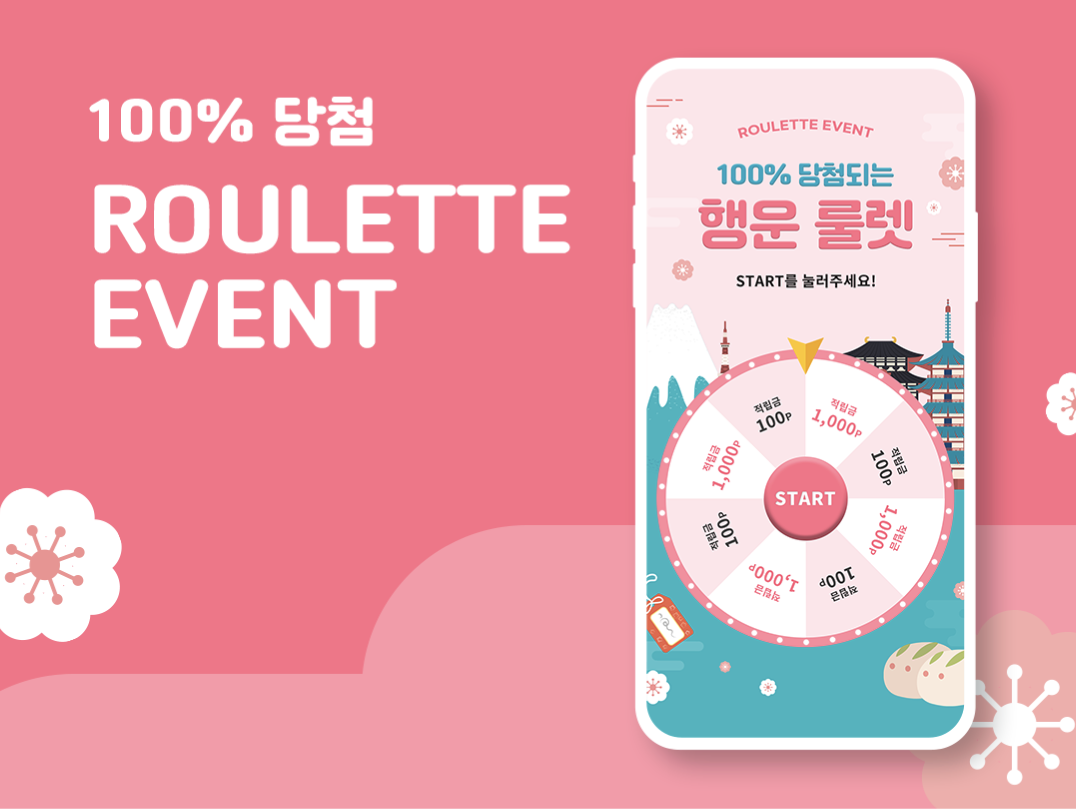 100% 당첨
ROULETTE
EVENT
ROULETTE EVENT
100% 당첨되는
행운 룰렛
START를 눌러주세요!
적립금
100P
적립금
1,000P
적립금
1,000P
적립금
100P
START
적립금
100P
적립금
1,000P
적립금
1,000P
적립금
100P